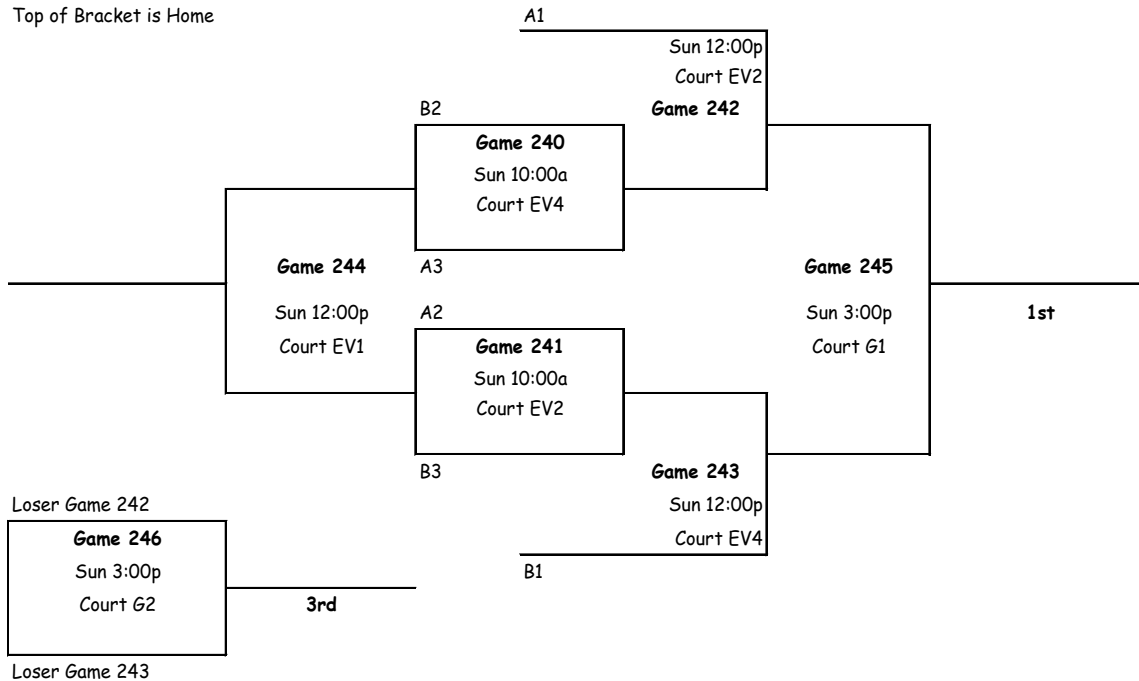 Top of Bracket is Home
A1
Sun 12:00p
Court EV2
Game 242
B2
Game 240
Sun 10:00a
Court EV4
A3
Game 244
Sun 12:00p
Court EV1
A2
Game 241
Sun 10:00a
Court EV2
B3
Game 245
Sun 3:00p
Court G1
1st
Game 243
Sun 12:00p
Court EV4
B1
Loser Game 242
Game 246
Sun 3:00p
Court G2
3rd
Loser Game 243